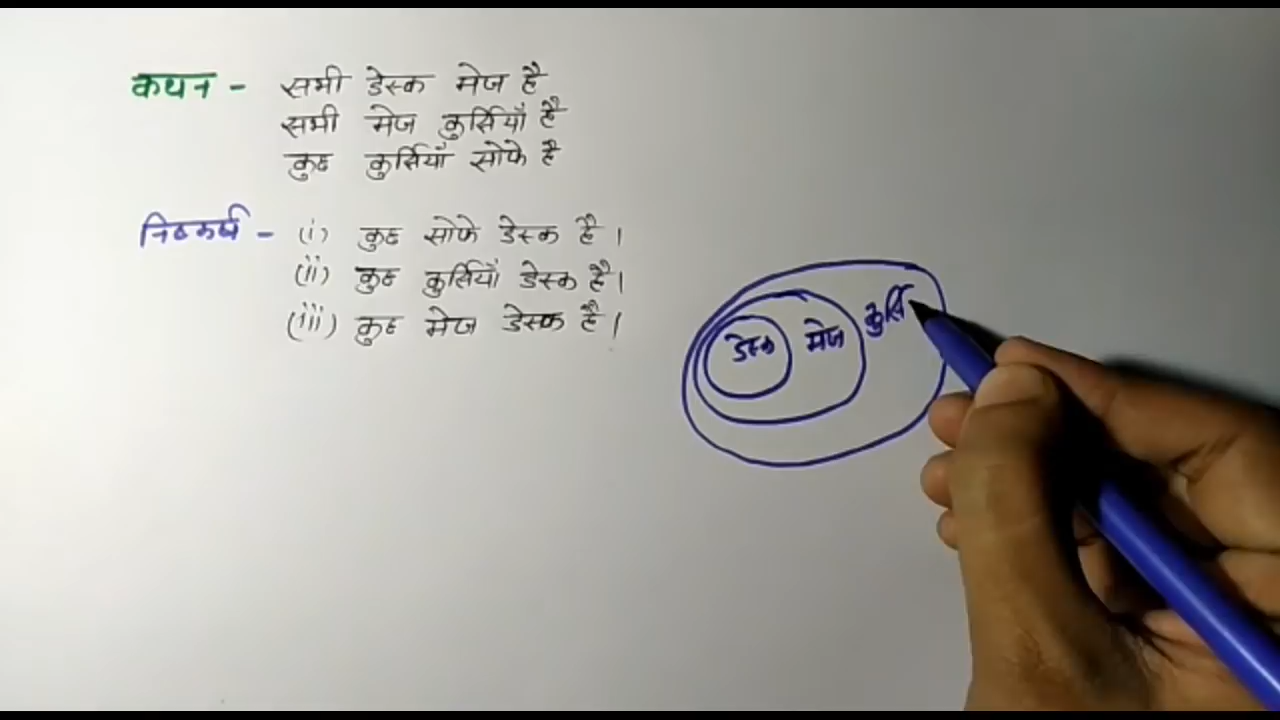 कथन - सभी डेस्क मेज है
सभी मेज कुर्सियाँ है
कुछ कुर्सियाँ सोफे है
निष्कर्ष - (i) कुछ सोफे डेस्क है ।
(ii) कुछ कुर्सियाँ डेस्क है ।
(iii) कुछ मेज डेस्क है ।
डेस्क मेज कुर्सि